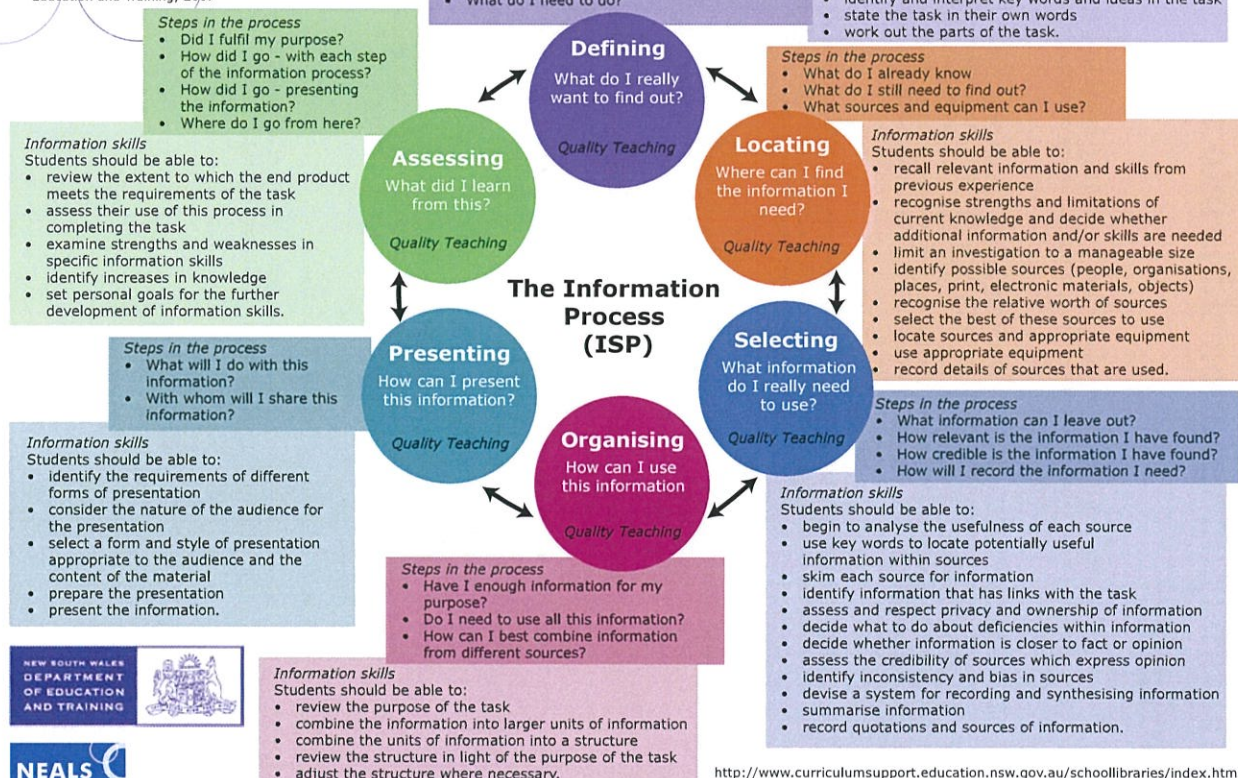 Education and Training, 2007
What do I need to do?
identify and interpret key words and ideas in the task
• state the task in their own words
• work out the parts of the task.
Steps in the process
• Did I fulfil my purpose?
• How did I go - with each step
of the information process?
• How did I go - presenting
the information?
• Where do I go from here?
Defining
What do I really
want to find out?
Quality Teaching
Steps in the process
• What do I already know
• What do I still need to find out?
• What sources and equipment can I use?
Information skills
Students should be able to:
• review the extent to which the end product
meets the requirements of the task
• assess their use of this process in
completing the task
• examine strengths and weaknesses in
specific information skills
• identify increases in knowledge
• set personal goals for the further
development of information skills.
Assessing
What did I learn
from this?
Quality Teaching
Locating
Where can I find
the information I
need?
Quality Teaching
Information skills
Students should be able to:
• recall relevant information and skills from
previous experience
• recognise strengths and limitations of
current knowledge and decide whether
additional information and/or skills are needed
• limit an investigation to a manageable size
• identify possible sources (people, organisations,
places, print, electronic materials, objects)
• recognise the relative worth of sources
• select the best of these sources to use
• locate sources and appropriate equipment
• use appropriate equipment
• record details of sources that are used.
The Information
Process
(ISP)
Steps in the process
• What will I do with this
information?
• With whom will I share this
information?
Presenting
How can I present
this information?
Quality Teaching
Selecting
What information
do I really need
to use?
Quality Teaching
Steps in the process
• What information can I leave out?
• How relevant is the information I have found?
• How credible is the information I have found?
• How will I record the information I need?
Information skills
Students should be able to:
• identify the requirements of different
forms of presentation
• consider the nature of the audience for
the presentation
• select a form and style of presentation
appropriate to the audience and the
content of the material
• prepare the presentation
• present the information.
Organising
How can I use
this information
Quality Teaching
Information skills
Students should be able to:
• begin to analyse the usefulness of each source
• use key words to locate potentially useful
information within sources
• skim each source for information
• identify information that has links with the task
• assess and respect privacy and ownership of information
• decide what to do about deficiencies within information
• decide whether information is closer to fact or opinion
• assess the credibility of sources which express opinion
• identify inconsistency and bias in sources
• devise a system for recording and synthesising information
• summarise information
• record quotations and sources of information.
Steps in the process
• Have I enough information for my
purpose?
• Do I need to use all this information?
• How can I best combine information
from different sources?
NEW SOUTH WALES
DEPARTMENT
OF EDUCATION
AND TRAINING
Information skills
Students should be able to:
• review the purpose of the task
• combine the information into larger units of information
• combine the units of information into a structure
• review the structure in light of the purpose of the task
• adjust the structure where necessary.
NEALS
http://www.curriculumsupport.education.nsw.gov.au/schoollibraries/index.htm